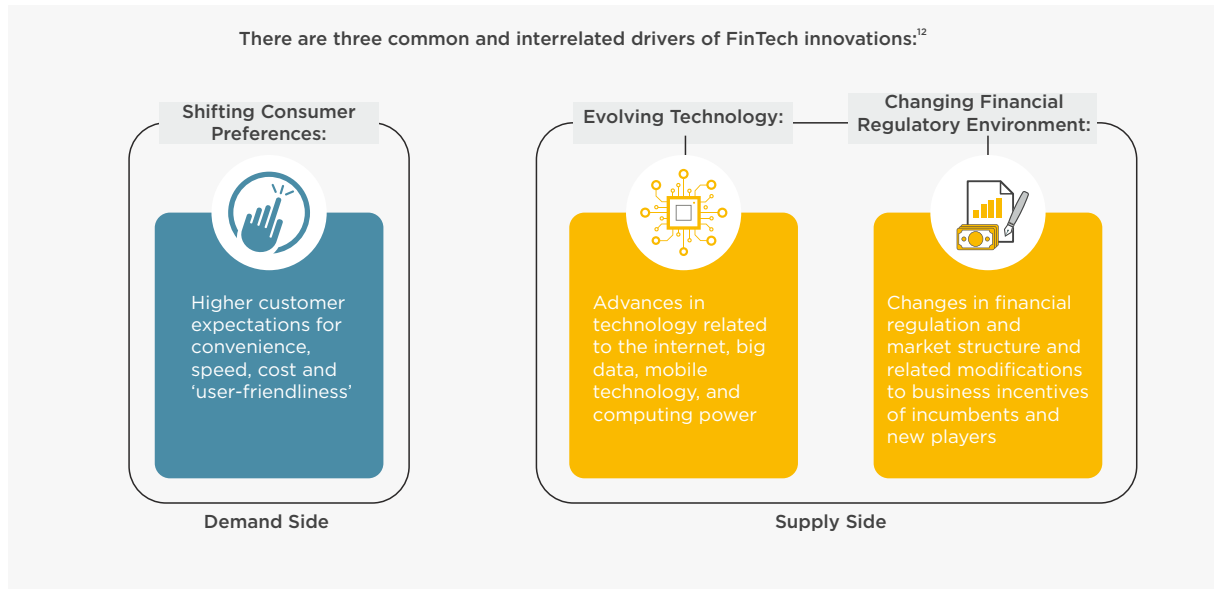 There are three common and interrelated drivers of FinTech innovations:12
Shifting Consumer
Preferences:
Higher customer
expectations for
convenience,
speed, cost and
‘user-friendliness’
Demand Side
Evolving Technology:
Advances in
technology related
to the internet, big
data, mobile
technology, and
computing power
Changing Financial
Regulatory Environment:
Changes in financial
regulation and
market structure and
related modifications
to business incentives
of incumbents and
new players
Supply Side